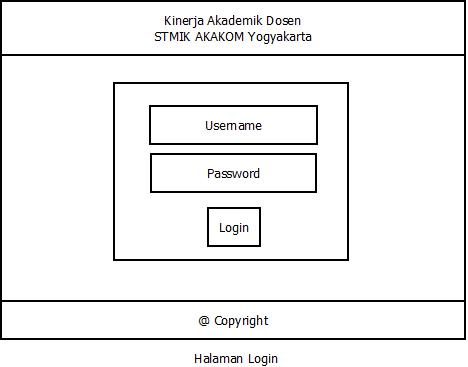 Kinerja Akademik Dosen
STMIK AKAKOM Yogyakarta
Username
Password
Login
@ Copyright
Halaman Login